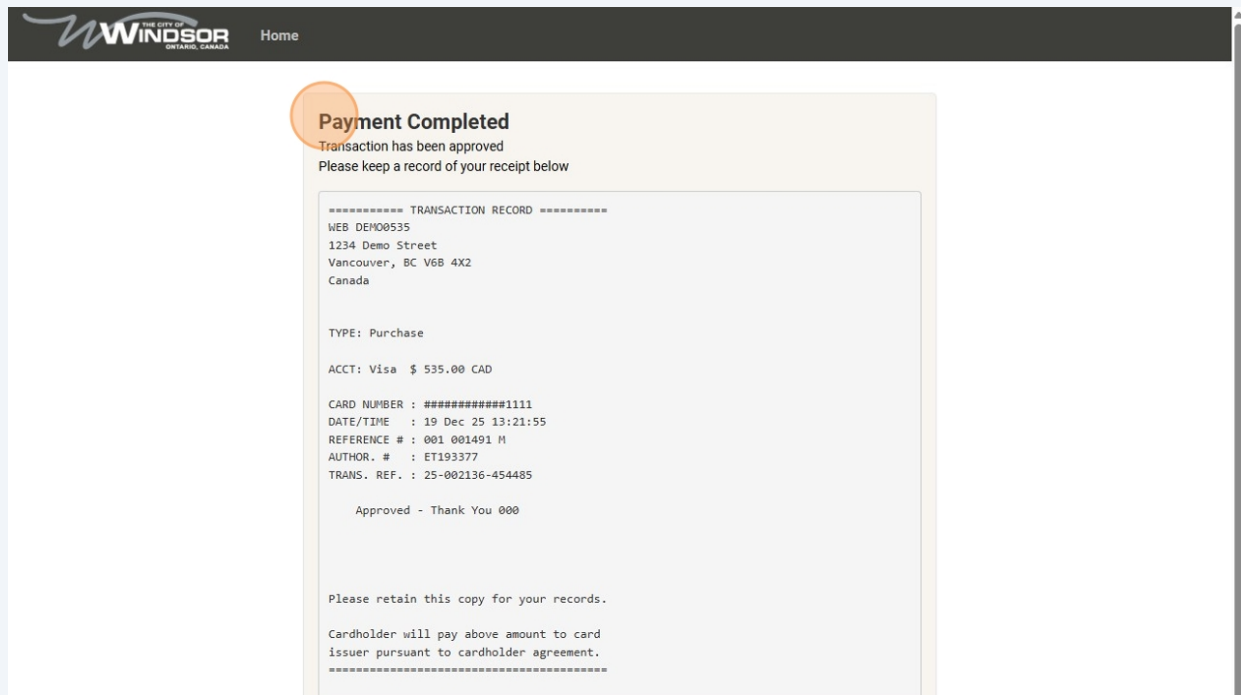 THE CITY OF
WINDSOR
ONTARIO, CANADA
Home
Payment Completed
Transaction has been approved
Please keep a record of your receipt below
=========== TRANSACTION RECORD ==========
WEB DEMO0535
1234 Demo Street
Vancouver, BC V6B 4X2
Canada
TYPE: Purchase
ACCT: Visa  $ 535.00 CAD
CARD NUMBER : ############1111
DATE/TIME   : 19 Dec 25 13:21:55
REFERENCE # : 001 001491 M
AUTHOR. #   : ET193377
TRANS. REF. : 25-002136-454485
Approved - Thank You 000
Please retain this copy for your records.
Cardholder will pay above amount to card
issuer pursuant to cardholder agreement.
=========================================